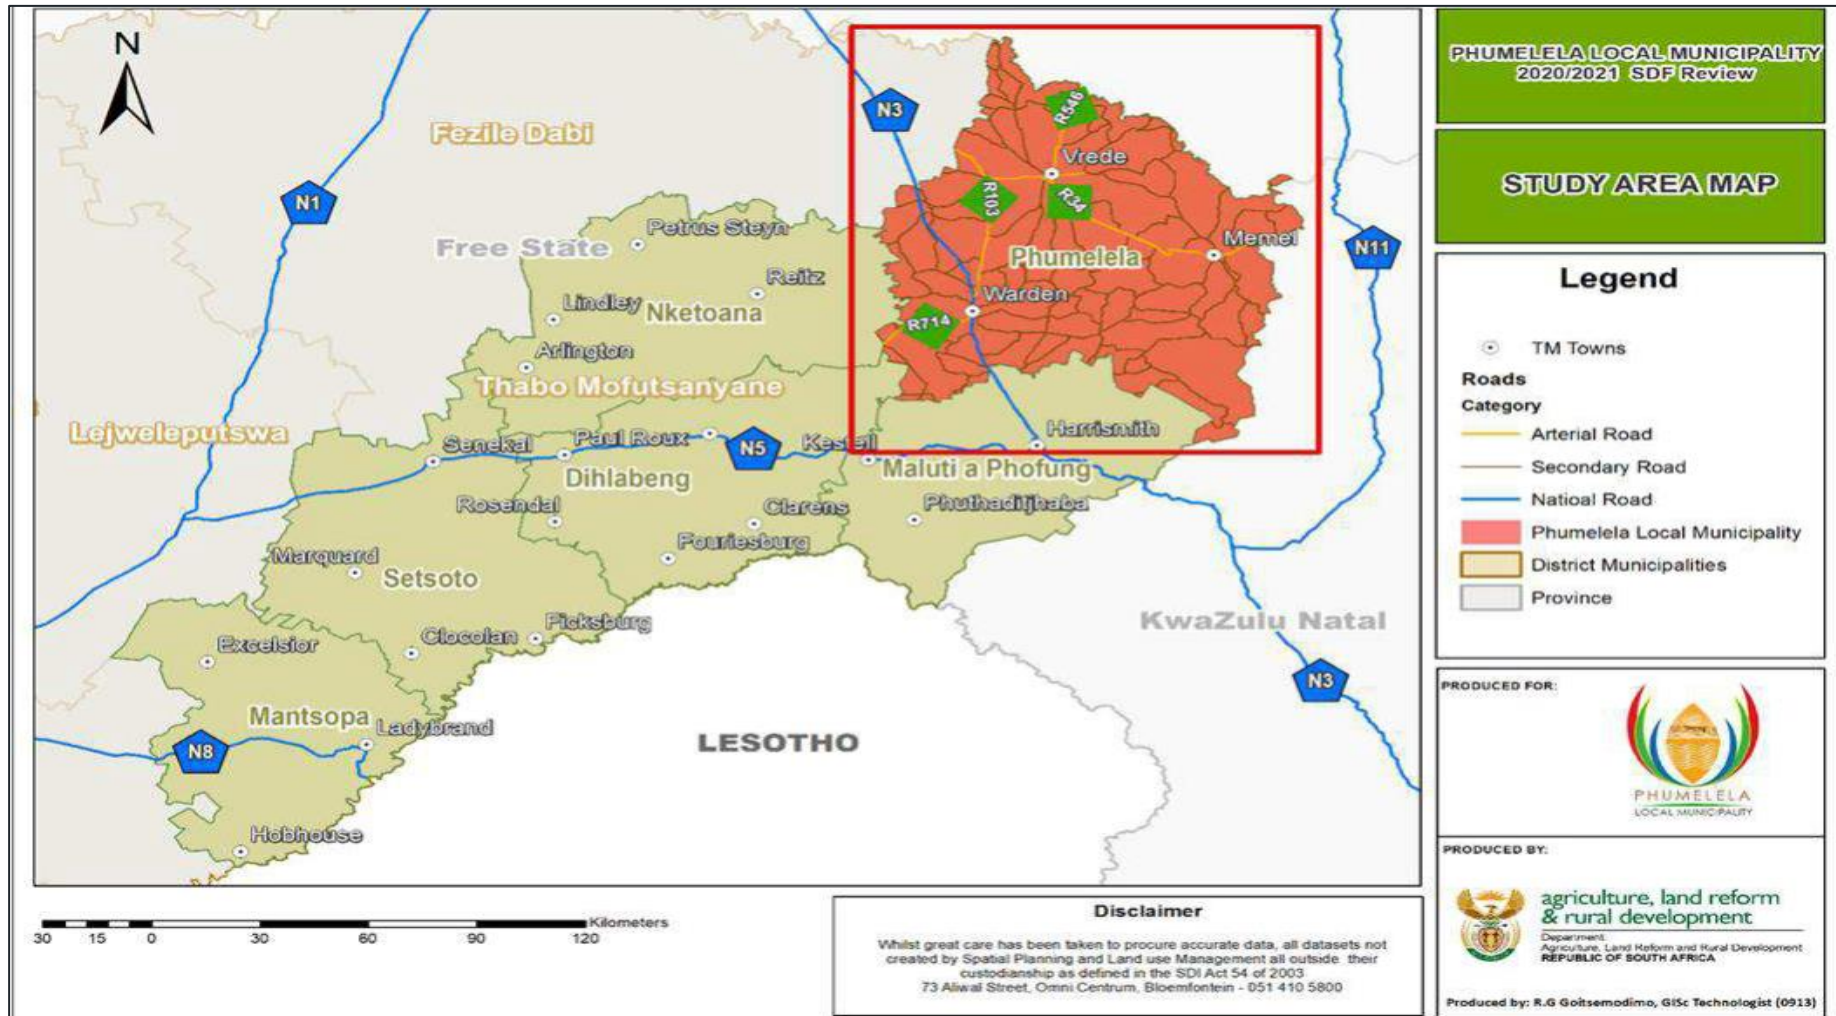 N
N3
R546
Fezile Dabi
Vrede
N1
R103
R34
PHUMELELA LOCAL MUNICIPALITY
2020/2021 SDF Review
STUDY AREA MAP
Petrus Steyn
Free State
Memel
N11
Phumelela
Reitz
Warden
Lindley
Nketoana
R714
Arlington
Thabo Mofutsanyane
Lejweleputswa
Senekal
Paul Roux
N5
Kestell
Harrismith
Dihlabeng
Maluti a Phofung
Rosendal
Clarens
Phuthaditjhaba
Fouriesburg
Marquard
Setsoto
KwaZulu Natal
Clocolan
Ficksburg
Excelsior
N3
Mantsopa
Ladybrand
LESOTHO
N8
Hobhouse
Legend
TM Towns
Roads
Category
Arterial Road
Secondary Road
Natioal Road
Phumelela Local Municipality
District Municipalities
Province
PRODUCED FOR:
PHUMELELA
LOCAL MUNICIPALITY
PRODUCED BY:
agriculture, land reform
& rural development
Department:
Agriculture, Land Reform and Rural Development
REPUBLIC OF SOUTH AFRICA
Produced by: R.G Goitsemodimo, GISc Technologist (0913)
Kilometers
30 15 0 30 60 90 120
Disclaimer
Whilst great care has been taken to procure accurate data, all datasets not
created by Spatial Planning and Land use Management all outside their
custodianship as defined in the SDI Act 54 of 2003
73 Aliwal Street, Omni Centrum, Bloemfontein - 051 410 5800